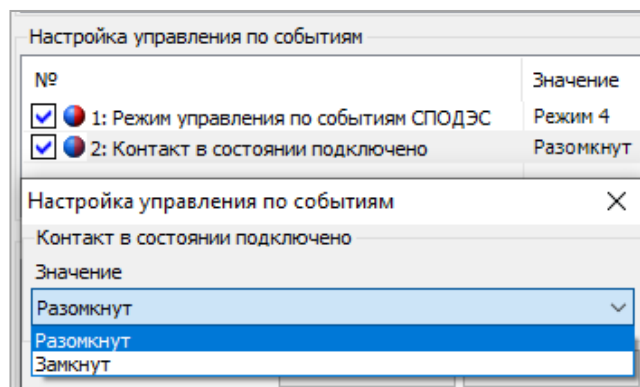 Настройка управления по событиям
№ Значение
1: Режим управления по событиям СПОДЭС Режим 4
2: Контакт в состоянии подключено Разомкнут
Настройка управления по событиям
Контакт в состоянии подключено
Значение
Разомкнут
Разомкнут
Замкнут